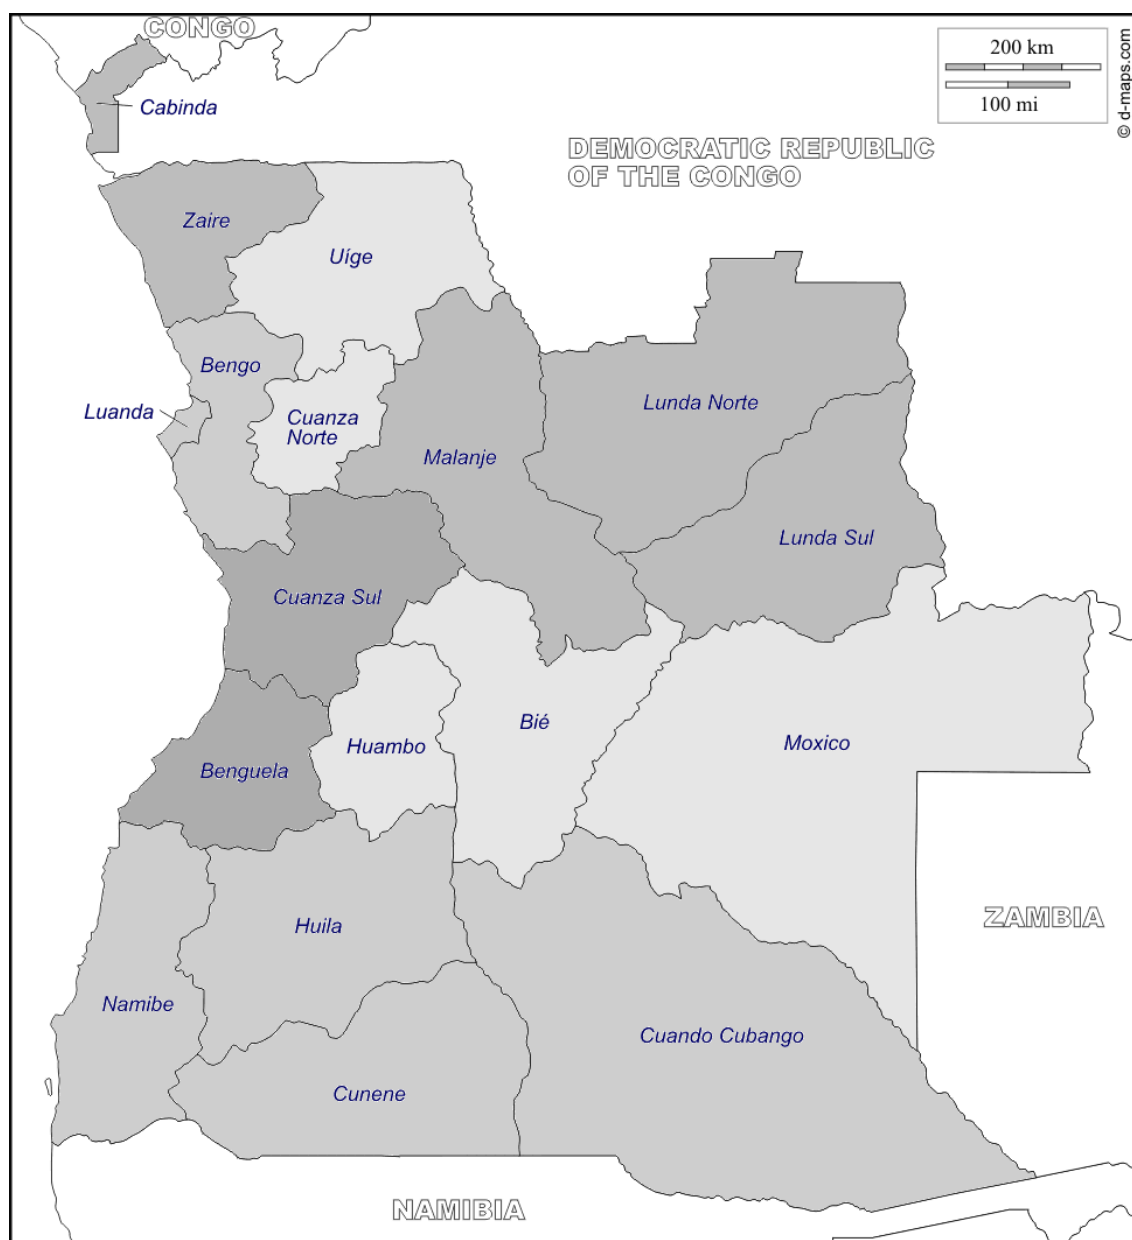 CONGO
200 km
100 mi
© d-maps.com
Cabinda
DEMOCRATIC REPUBLIC
OF THE CONGO
Zaire
Uíge
Bengo
Luanda
Cuanza
Norte
Lunda Norte
Malanje
Lunda Sul
Cuanza Sul
Bié
Huambo
Moxico
Benguela
Huila
ZAMBIA
Namibe
Cuando Cubango
Cunene
NAMIBIA